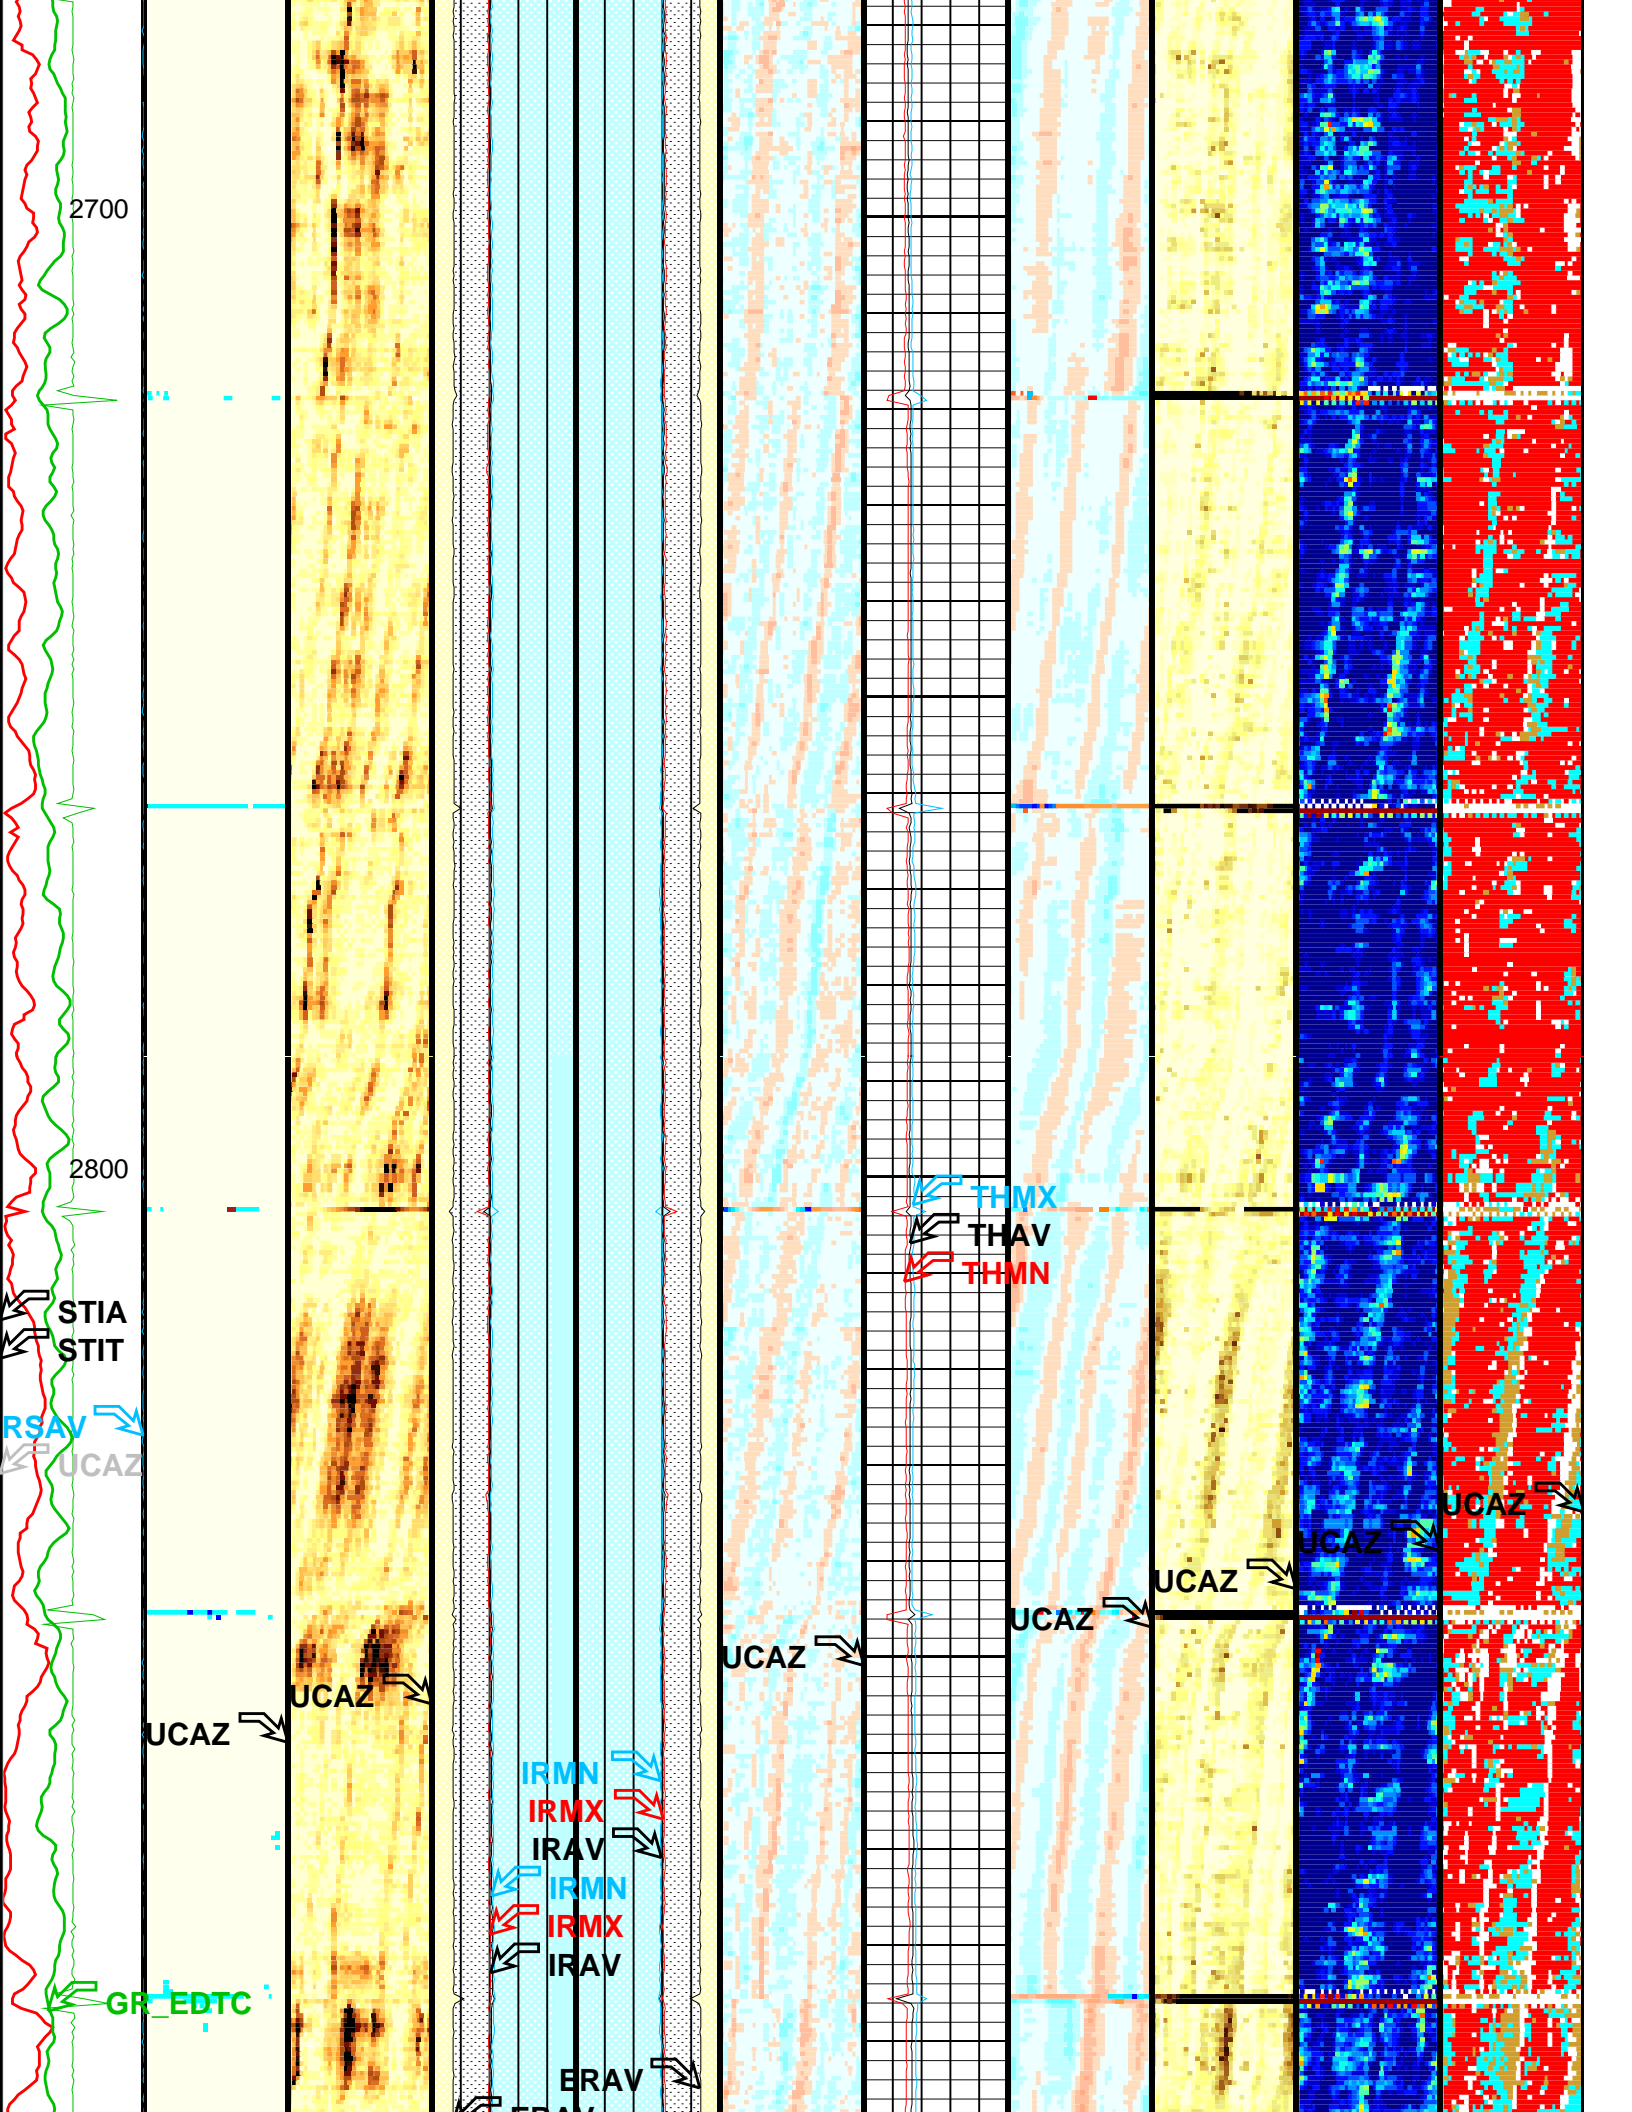 2700
2800
THMX
THAV
THMN
STIA
STIT
RSAV
UCAZ
UCAZ
UCAZ
UCAZ
UCAZ
UCAZ
UCAZ
UCAZ
IRMN
IRMX
IRAV
IRMN
IRMX
IRAV
GR_EDTC
ERAV
ERAV